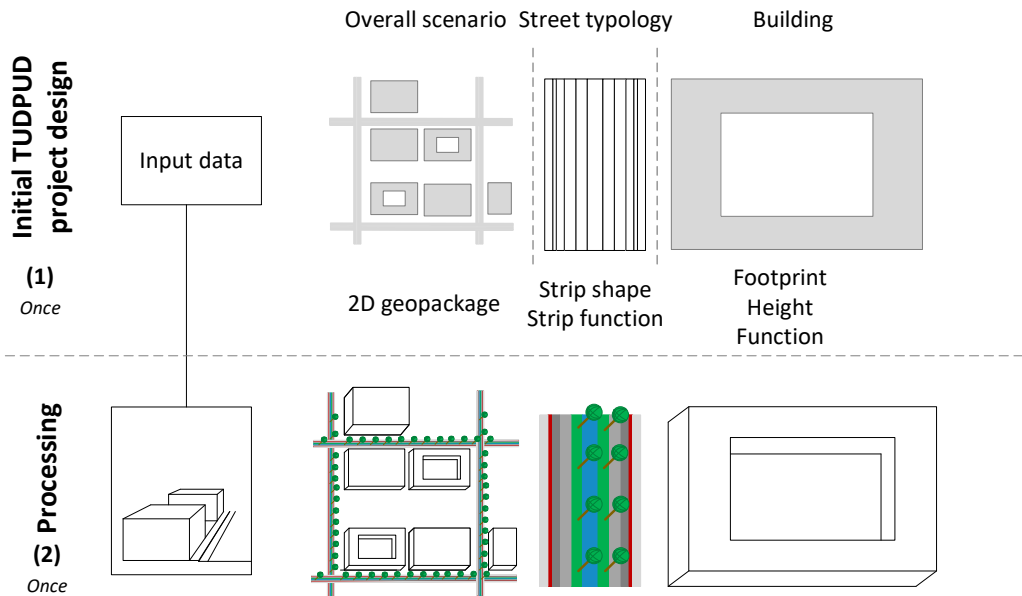 Overall scenario
Street typology
Building
Initial TUDPUD
project design
(1)
Once
Input data
2D geopackage
Strip shape
Strip function
Footprint
Height
Function
Processing
(2)
Once